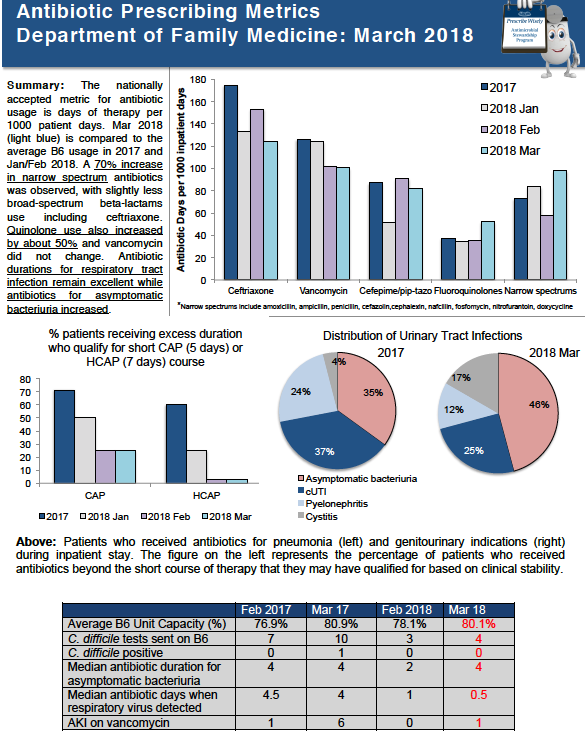 Antibiotic Prescribing Metrics
Department of Family Medicine: March 2018
Prescribe Wisely
Antimicrobial
Stewardship
Program
Summary: The nationally
accepted metric for antibiotic
usage is days of therapy per
1000 patient days. Mar 2018
(light blue) is compared to the
average B6 usage in 2017 and
Jan/Feb 2018. A 70% increase
in narrow spectrum antibiotics
was observed, with slightly less
broad-spectrum beta-lactams
use including ceftriaxone.
Quinolone use also increased
by about 50% and vancomycin
did not change. Antibiotic
durations for respiratory tract
infection remain excellent while
antibiotics for asymptomatic
bacteriuria increased.
Antibiotic Days per 1000 inpatient days
180
160
140
120
100
80
60
40
20
0
2017
2018 Jan
2018 Feb
2018 Mar
Ceftriaxone Vancomycin Cefepime/pip-tazo Fluoroquinolones Narrow spectrums
*Narrow spectrums include amoxicillin, ampicillin, penicillin, cefazolin,cephalexin, nafcillin, fosfomycin, nitrofurantoin, doxycycline
% patients receiving excess duration
who qualify for short CAP (5 days) or
HCAP (7 days) course
80
70
60
50
40
30
20
10
0
CAP HCAP
2017 2018 Jan 2018 Feb 2018 Mar
Distribution of Urinary Tract Infections
2017
4%
35%
37%
24%
2018 Mar
17%
46%
25%
12%
Asymptomatic bacteriuria
cUTI
Pyelonephritis
Cystitis
Above: Patients who received antibiotics for pneumonia (left) and genitourinary indications (right)
during inpatient stay. The figure on the left represents the percentage of patients who received
antibiotics beyond the short course of therapy that they may have qualified for based on clinical stability.
Feb 2017 Mar 17 Feb 2018 Mar 18
Average B6 Unit Capacity (%) 76.9% 80.9% 78.1% 80.1%
C. difficile tests sent on B6 7 10 3 4
C. difficile positive 0 1 0 0
Median antibiotic duration for
asymptomatic bacteriuria 4 4 2 4
Median antibiotic days when
respiratory virus detected 4.5 4 1 0.5
AKI on vancomycin 1 6 0 1